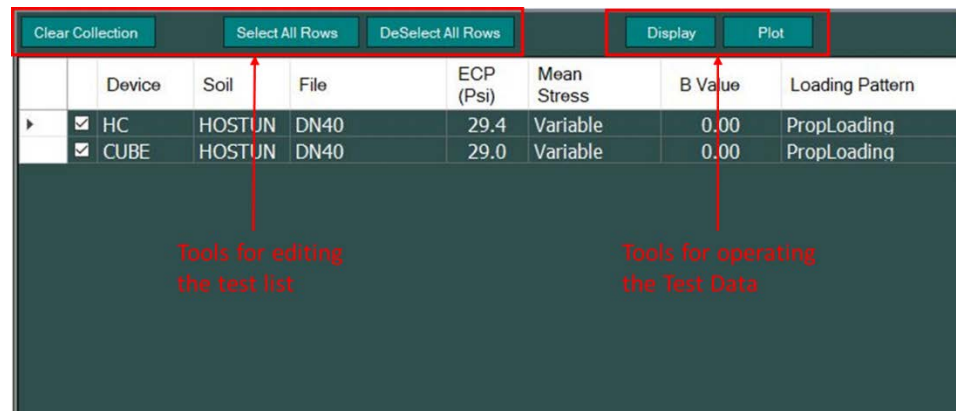 Clear Collection Select All Rows DeSelect All Rows Display Plot
Device Soil File ECP (Psi) Mean Stress B Value Loading Pattern
HC HOSTUN DN40 29.4 Variable 0.00 PropLoading
CUBE HOSTUN DN40 29.0 Variable 0.00 PropLoading
Tools for editing
the test list
Tools for operating
the Test Data